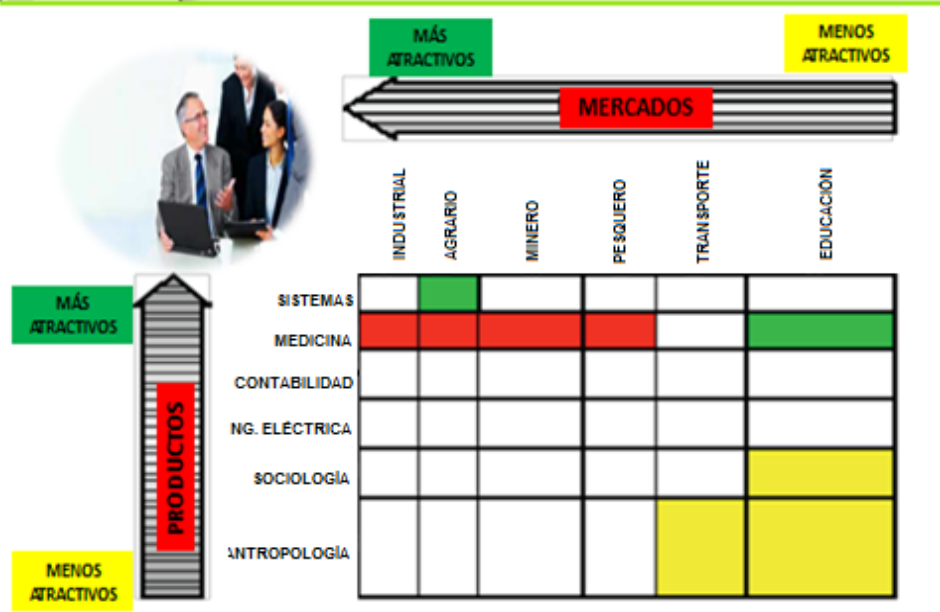 MÁS
ATRACTIVOS
MENOS
ATRACTIVOS
MERCADOS
INDUSTRIAL
AGRARIO
MINERO
PESQUERO
TRANSPORTE
EDUCACIÓN
MÁS
ATRACTIVOS
PRODUCTOS
MENOS
ATRACTIVOS
SISTEMAS
MEDICINA
CONTABILIDAD
NG. ELÉCTRICA
SOCIOLOGÍA
ANTROPOLOGÍA